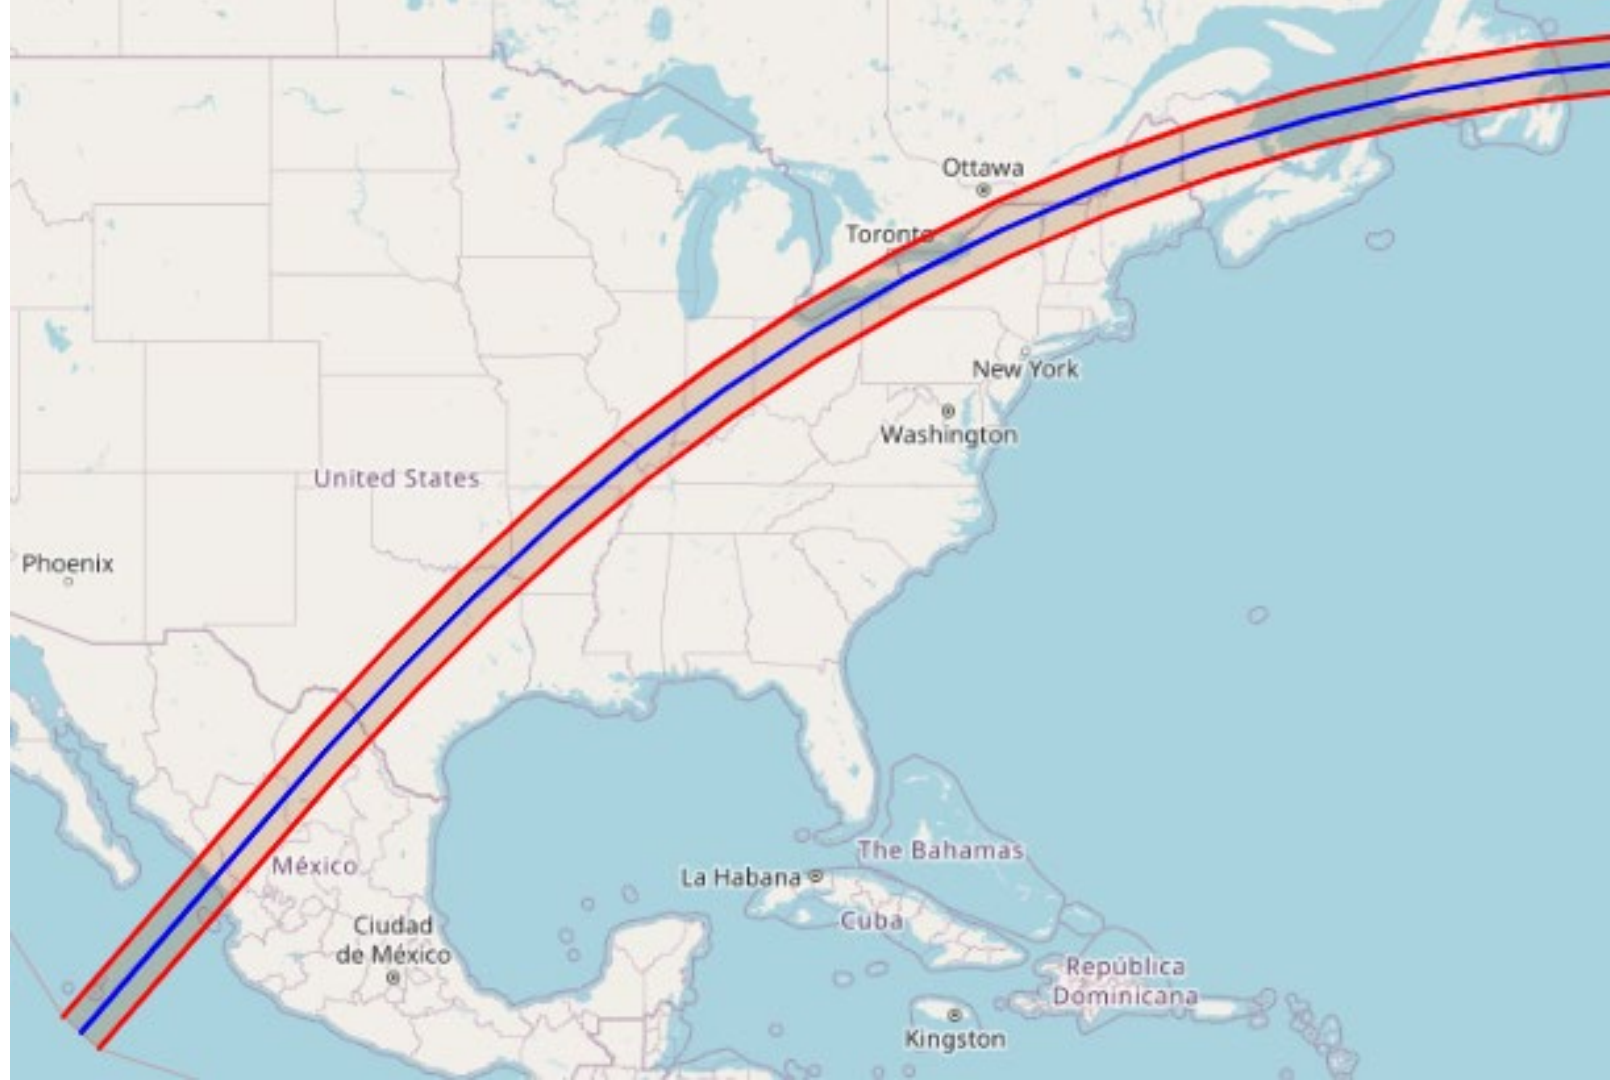 Ottawa
Toronto
New York
Washington
United States
Phoenix
The Bahamas
México
La Habana
Cuba
Ciudad
de México
República
Dominicana
Kingston